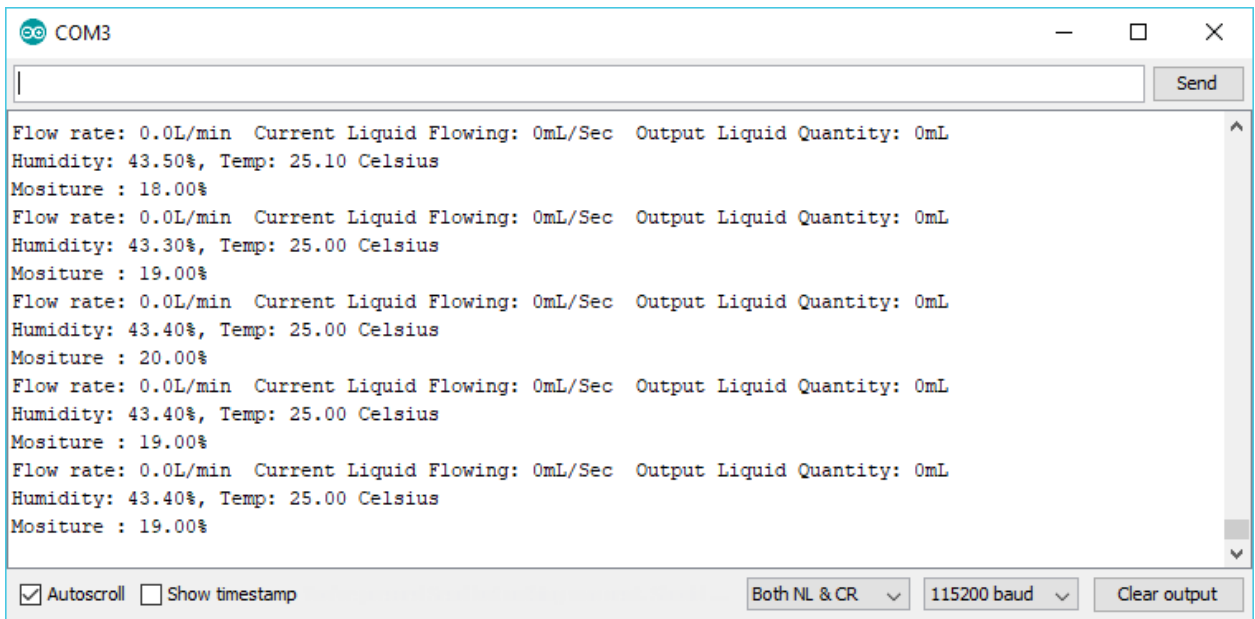 COM3
Send
Flow rate: 0.0L/min  Current Liquid Flowing: 0mL/Sec  Output Liquid Quantity: 0mL
Humidity: 43.50%, Temp: 25.10 Celsius
Mositure : 18.00%
Flow rate: 0.0L/min  Current Liquid Flowing: 0mL/Sec  Output Liquid Quantity: 0mL
Humidity: 43.30%, Temp: 25.00 Celsius
Mositure : 19.00%
Flow rate: 0.0L/min  Current Liquid Flowing: 0mL/Sec  Output Liquid Quantity: 0mL
Humidity: 43.40%, Temp: 25.00 Celsius
Mositure : 20.00%
Flow rate: 0.0L/min  Current Liquid Flowing: 0mL/Sec  Output Liquid Quantity: 0mL
Humidity: 43.40%, Temp: 25.00 Celsius
Mositure : 19.00%
Flow rate: 0.0L/min  Current Liquid Flowing: 0mL/Sec  Output Liquid Quantity: 0mL
Humidity: 43.40%, Temp: 25.00 Celsius
Mositure : 19.00%
Autoscroll Show timestamp Both NL & CR 115200 baud Clear output